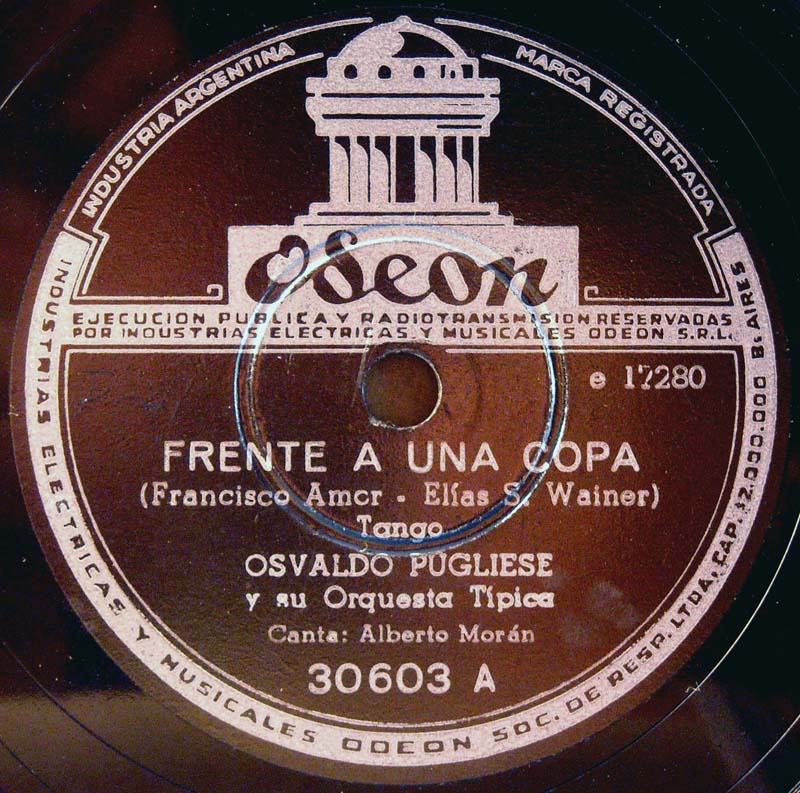 INDUSTRIA ARGENTINA
MARCA REGISTRADA
Odeon
EJECUCION PUBLICA Y RADIOTRANSMISION RESERVADAS
POR INDUSTRIAS ELECTRICAS Y MUSICALES ODEON S.R.L.
e 17280
FRENTE A UNA COPA
(Francisco Amor - Elías S. Wainer)
Tango
OSVALDO PUGLIESE
y su Orquesta Típica
Canta: Alberto Morán
30603 A
INDUSTRIAS ELECTRICAS Y MUSICALES ODEON SOC. DE RESP. LTDA. CAP. $2.000.000 Bs AIRES